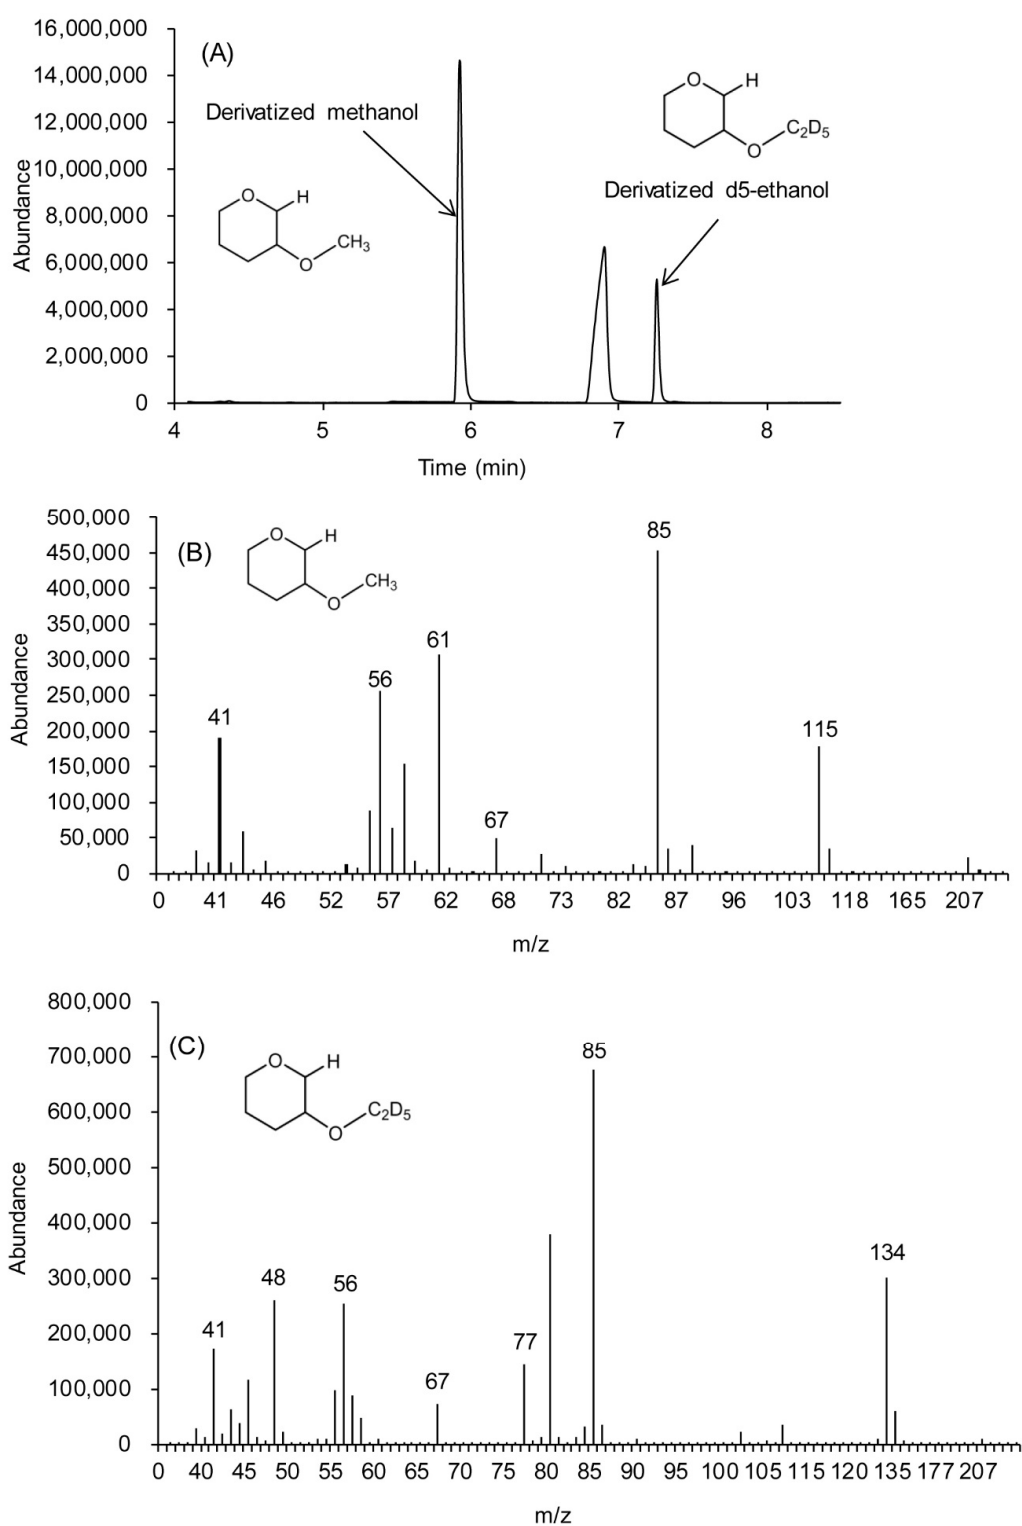 16,000,000
(A)
14,000,000
Derivatized methanol
12,000,000
10,000,000
8,000,000
6,000,000
4,000,000
2,000,000
0
Abundance
O
H
O
CH3
O
H
O
C2D5
Derivatized d5-ethanol
4 5 6 7 8
Time (min)
500,000
450,000
400,000
350,000
300,000
250,000
200,000
150,000
100,000
50,000
0
Abundance
(B)
O
H
O
CH3
41
56
61
67
85
115
0 41 46 52 57 62 68 73 82 87 96 103 118 165 207
m/z
800,000
700,000
600,000
500,000
400,000
300,000
200,000
100,000
0
Abundance
(C)
O
H
O
C2D5
41
48
56
67
77
85
134
0 40 45 50 55 60 65 70 75 80 85 90 95 100 105 115 120 135 177 207
m/z